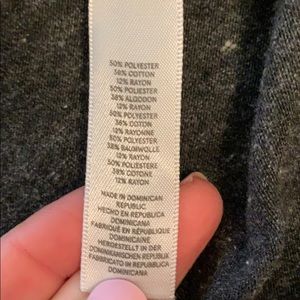 50% POLYESTER
38% COTTON
12% RAYON
50% POLYESTER
38% ALGODON
12% RAYON
50% POLYESTER
38% COTON
12% RAYONNE
50% POLYESTER
38% BAUMWOLLE
12% RAYON
50% POLIESTERE
38% COTONE
12% RAYON
MADE IN DOMINICAN
REPUBLIC
HECHO EN REPUBLICA
DOMINICANA
FABRIQUÉ EN RÉPUBLIQUE
DOMINICAINE
HERGESTELLT IN DER
DOMINIKANISCHEN REPUBLIK
FABBRICATO IN REPUBBLICA
DOMINICANA